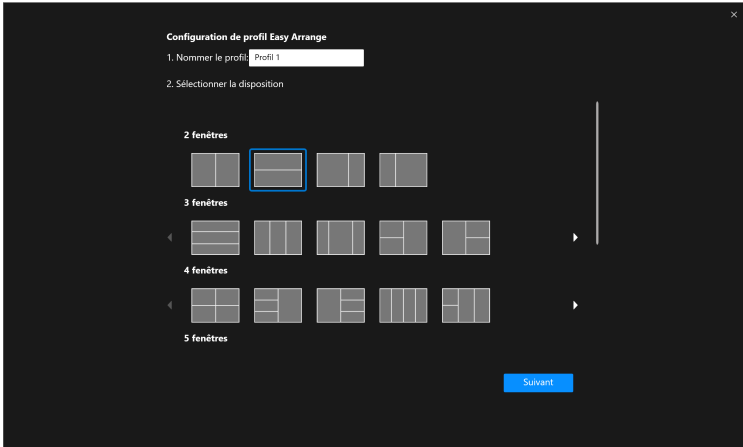 Configuration de profil Easy Arrange
1. Nommer le profil: Profil 1
2. Sélectionner la disposition
2 fenêtres
3 fenêtres
4 fenêtres
5 fenêtres
Suivant